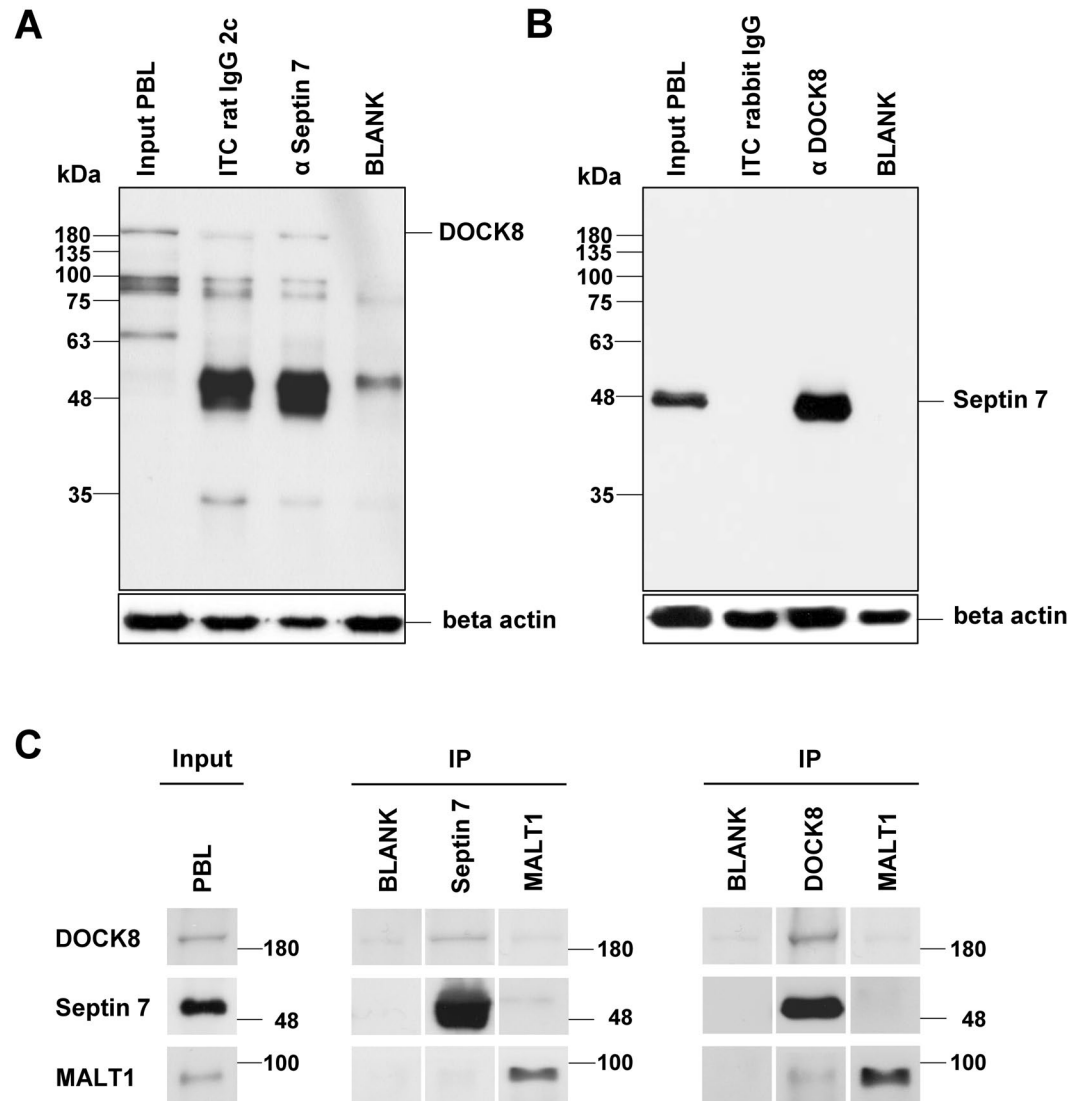 A
Input PBL
ITC rat IgG 2c
α Septin 7
BLANK
kDa
180
135
100
75
63
48
35
DOCK8
beta actin
B
Input PBL
ITC rabbit IgG
α DOCK8
BLANK
kDa
180
135
100
75
63
48
35
Septin 7
beta actin
C
Input
IP
IP
PBL
BLANK
Septin 7
MALT1
BLANK
DOCK8
MALT1
DOCK8
180
180
180
Septin 7
48
48
48
MALT1
100
100
100